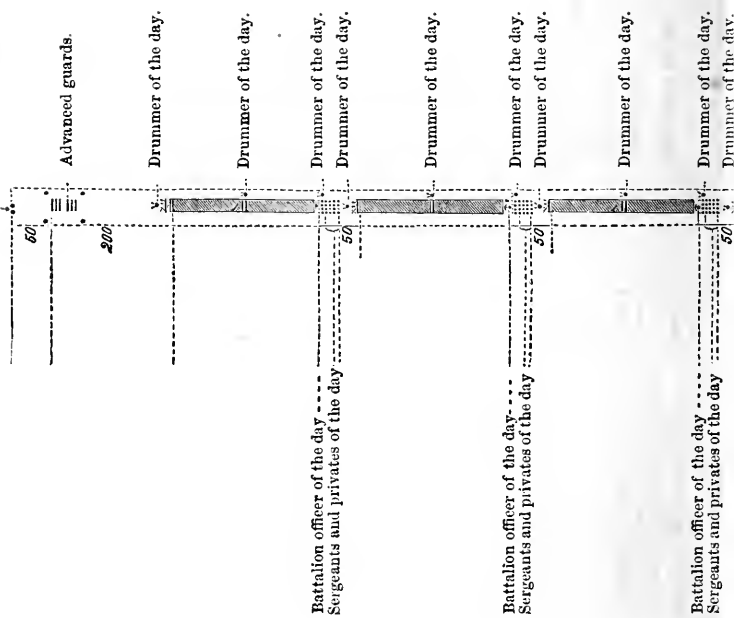 Advanced guards.
Drummer of the day.
Drummer of the day.
Drummer of the day.
Drummer of the day.
Drummer of the day.
Drummer of the day.
Drummer of the day.
Drummer of the day.
Drummer of the day.
Drummer of the day.
50
200
50
50
50
Battalion officer of the day
Sergeants and privates of the day
Battalion officer of the day
Sergeants and privates of the day
Battalion officer of the day
Sergeants and privates of the day